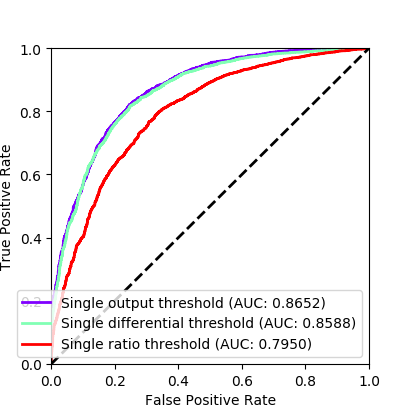 1.0
0.8
0.6
0.4
0.2
0.0
True Positive Rate
Single output threshold (AUC: 0.8652)
Single differential threshold (AUC: 0.8588)
Single ratio threshold (AUC: 0.7950)
0.0 0.2 0.4 0.6 0.8 1.0
False Positive Rate